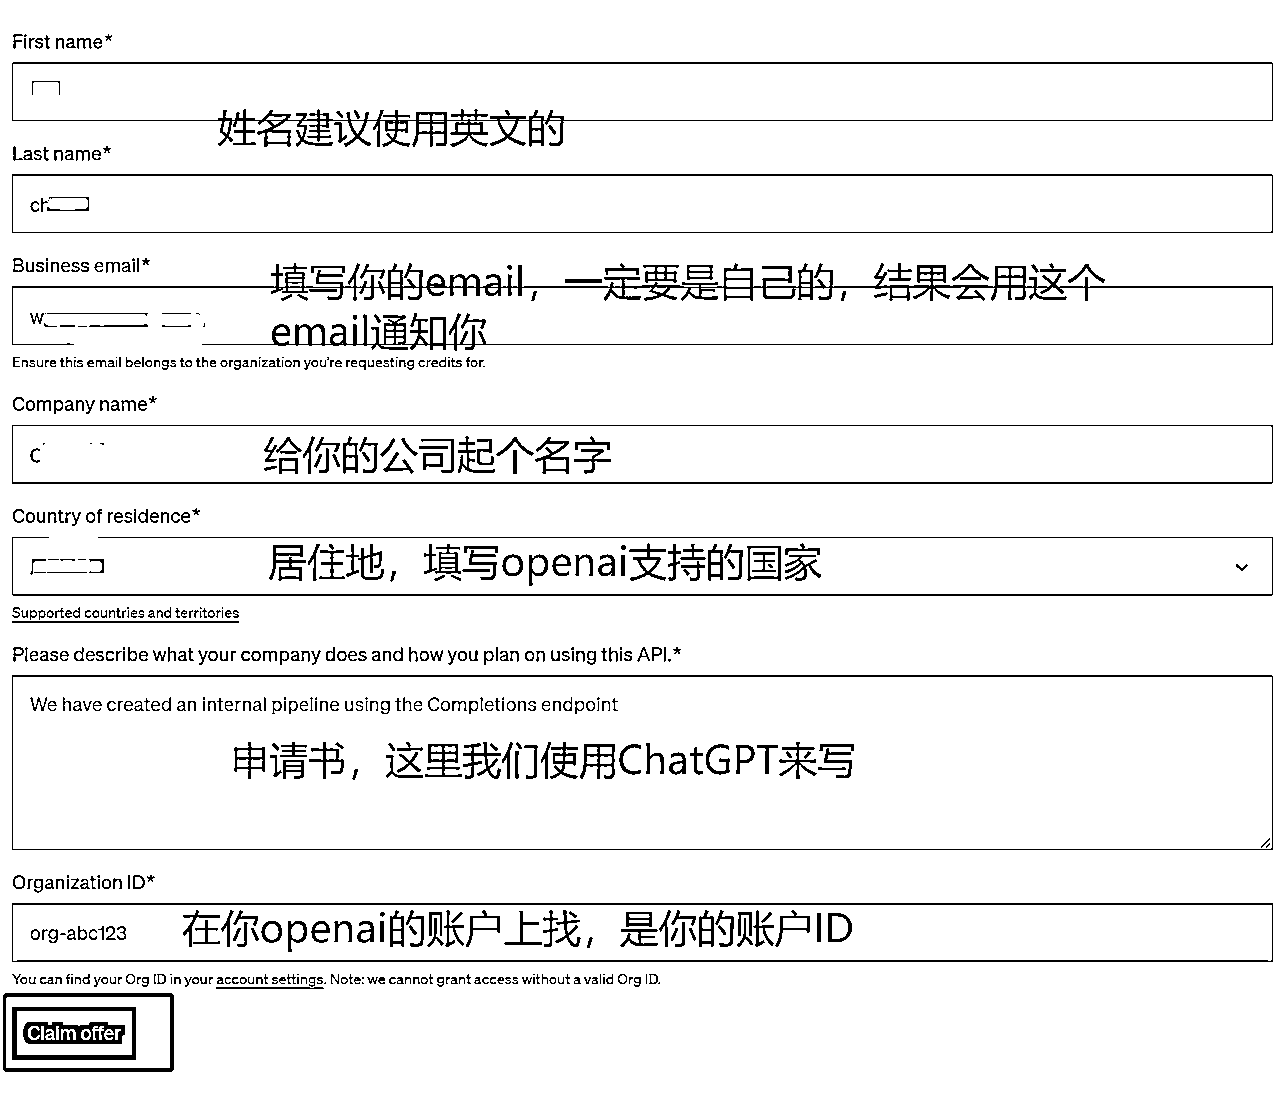 First name*
姓名建议使用英文的
Last name*
Business email*
填写你的email，一定要是自己的，结果会用这个
email通知你
Ensure this email belongs to the organization you're requesting credits for.
Company name*
给你的公司起个名字
Country of residence*
居住地，填写openai支持的国家
Supported countries and territories
Please describe what your company does and how you plan on using this API.*
We have created an internal pipeline using the Completions endpoint
申请书，这里我们使用ChatGPT来写
Organization ID*
org-abc123 在你openai的账户上找，是你的账户ID
You can find your Org ID in your account settings. Note: we cannot grant access without a valid Org ID.
Claim offer